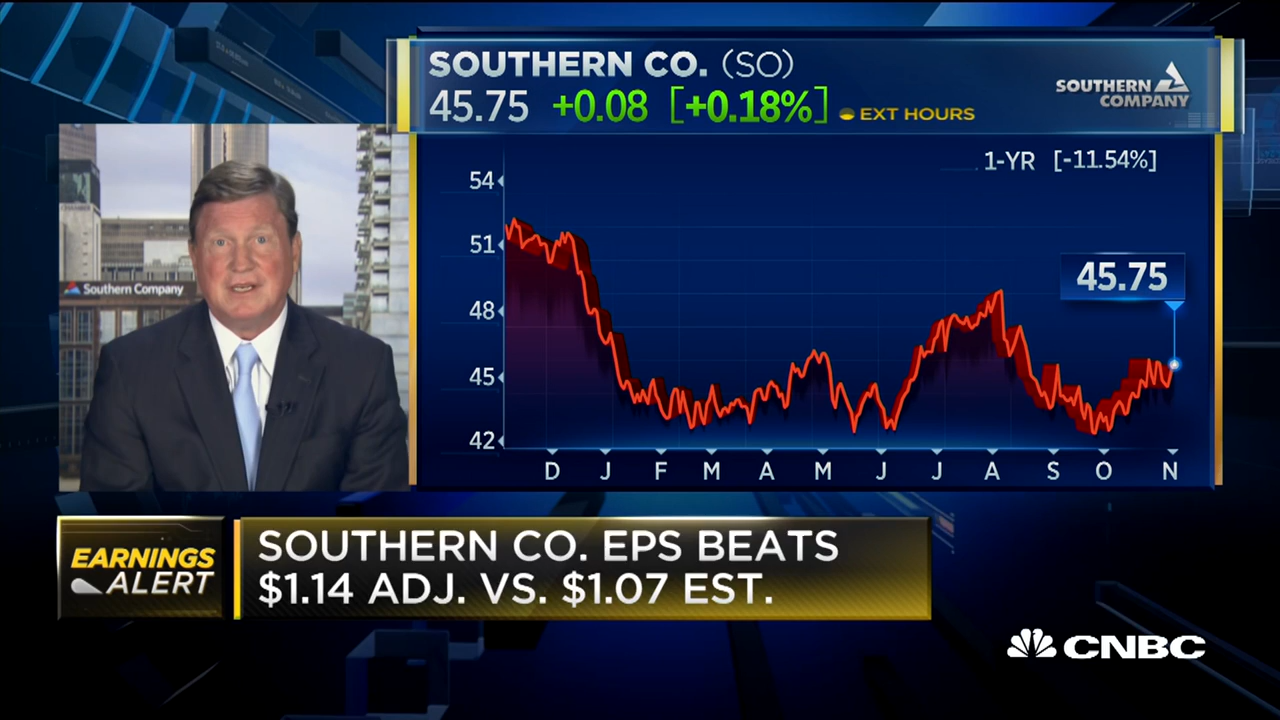 SOUTHERN CO. (SO)
45.75 +0.08 [+0.18%] EXT HOURS
SOUTHERN
COMPANY
1-YR [-11.54%]
54
51
48
45
42
45.75
D J F M A M J J A S O N
Southern Company
EARNINGS
ALERT
SOUTHERN CO. EPS BEATS
$1.14 ADJ. VS. $1.07 EST.
CNBC